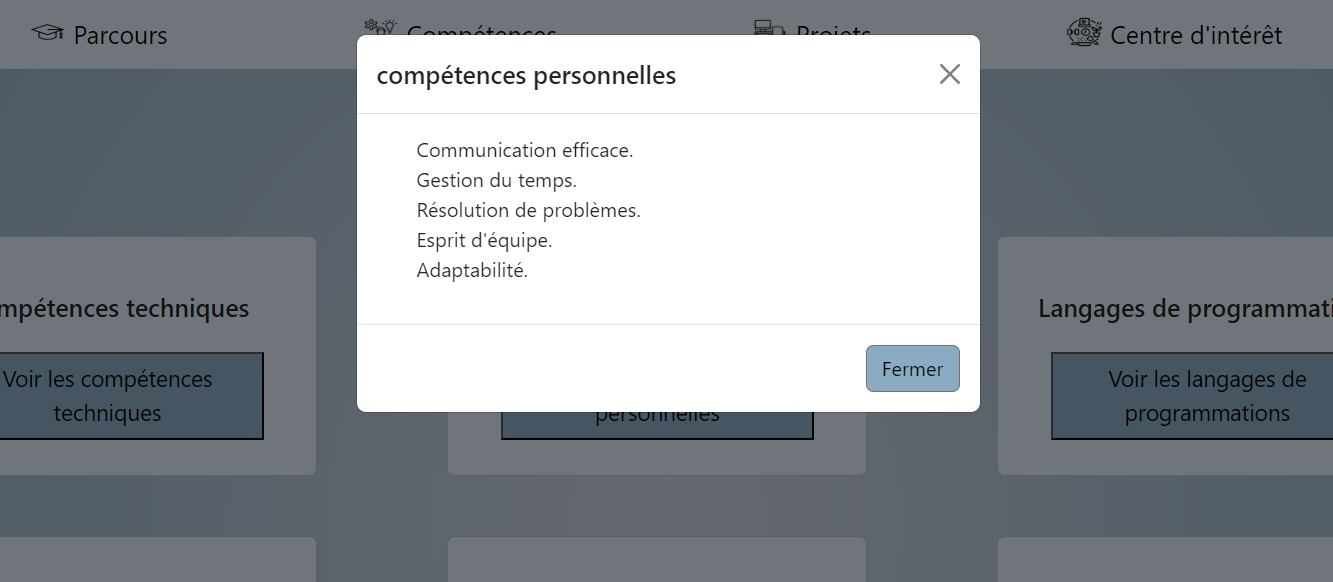 Parcours
Compétences
Projets
Centre d'intérêt
compétences personnelles
Communication efficace.
Gestion du temps.
Résolution de problèmes.
Esprit d'équipe.
Adaptabilité.
Fermer
mpétences techniques
Voir les compétences
techniques
personnelles
Langages de programmati
Voir les langages de
programmations